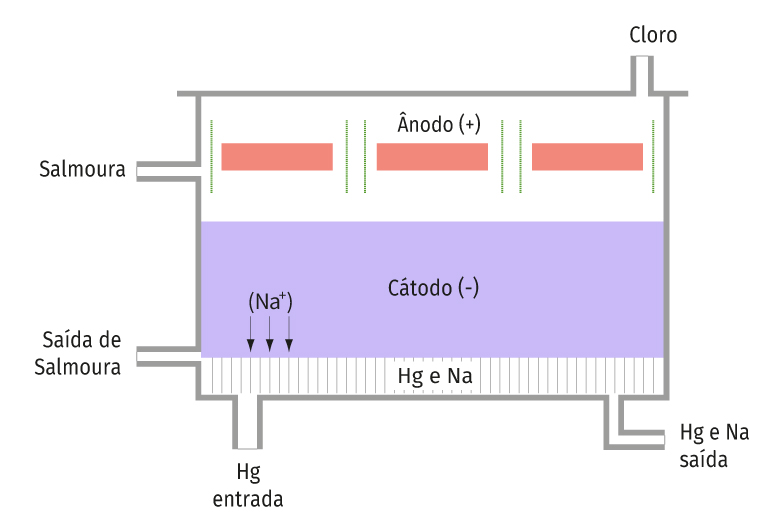 Cloro
Ânodo (+)
Salmoura
Cátodo (-)
(Na⁺)
Saída de
Salmoura
Hg e Na
Hg e Na
saída
Hg
entrada